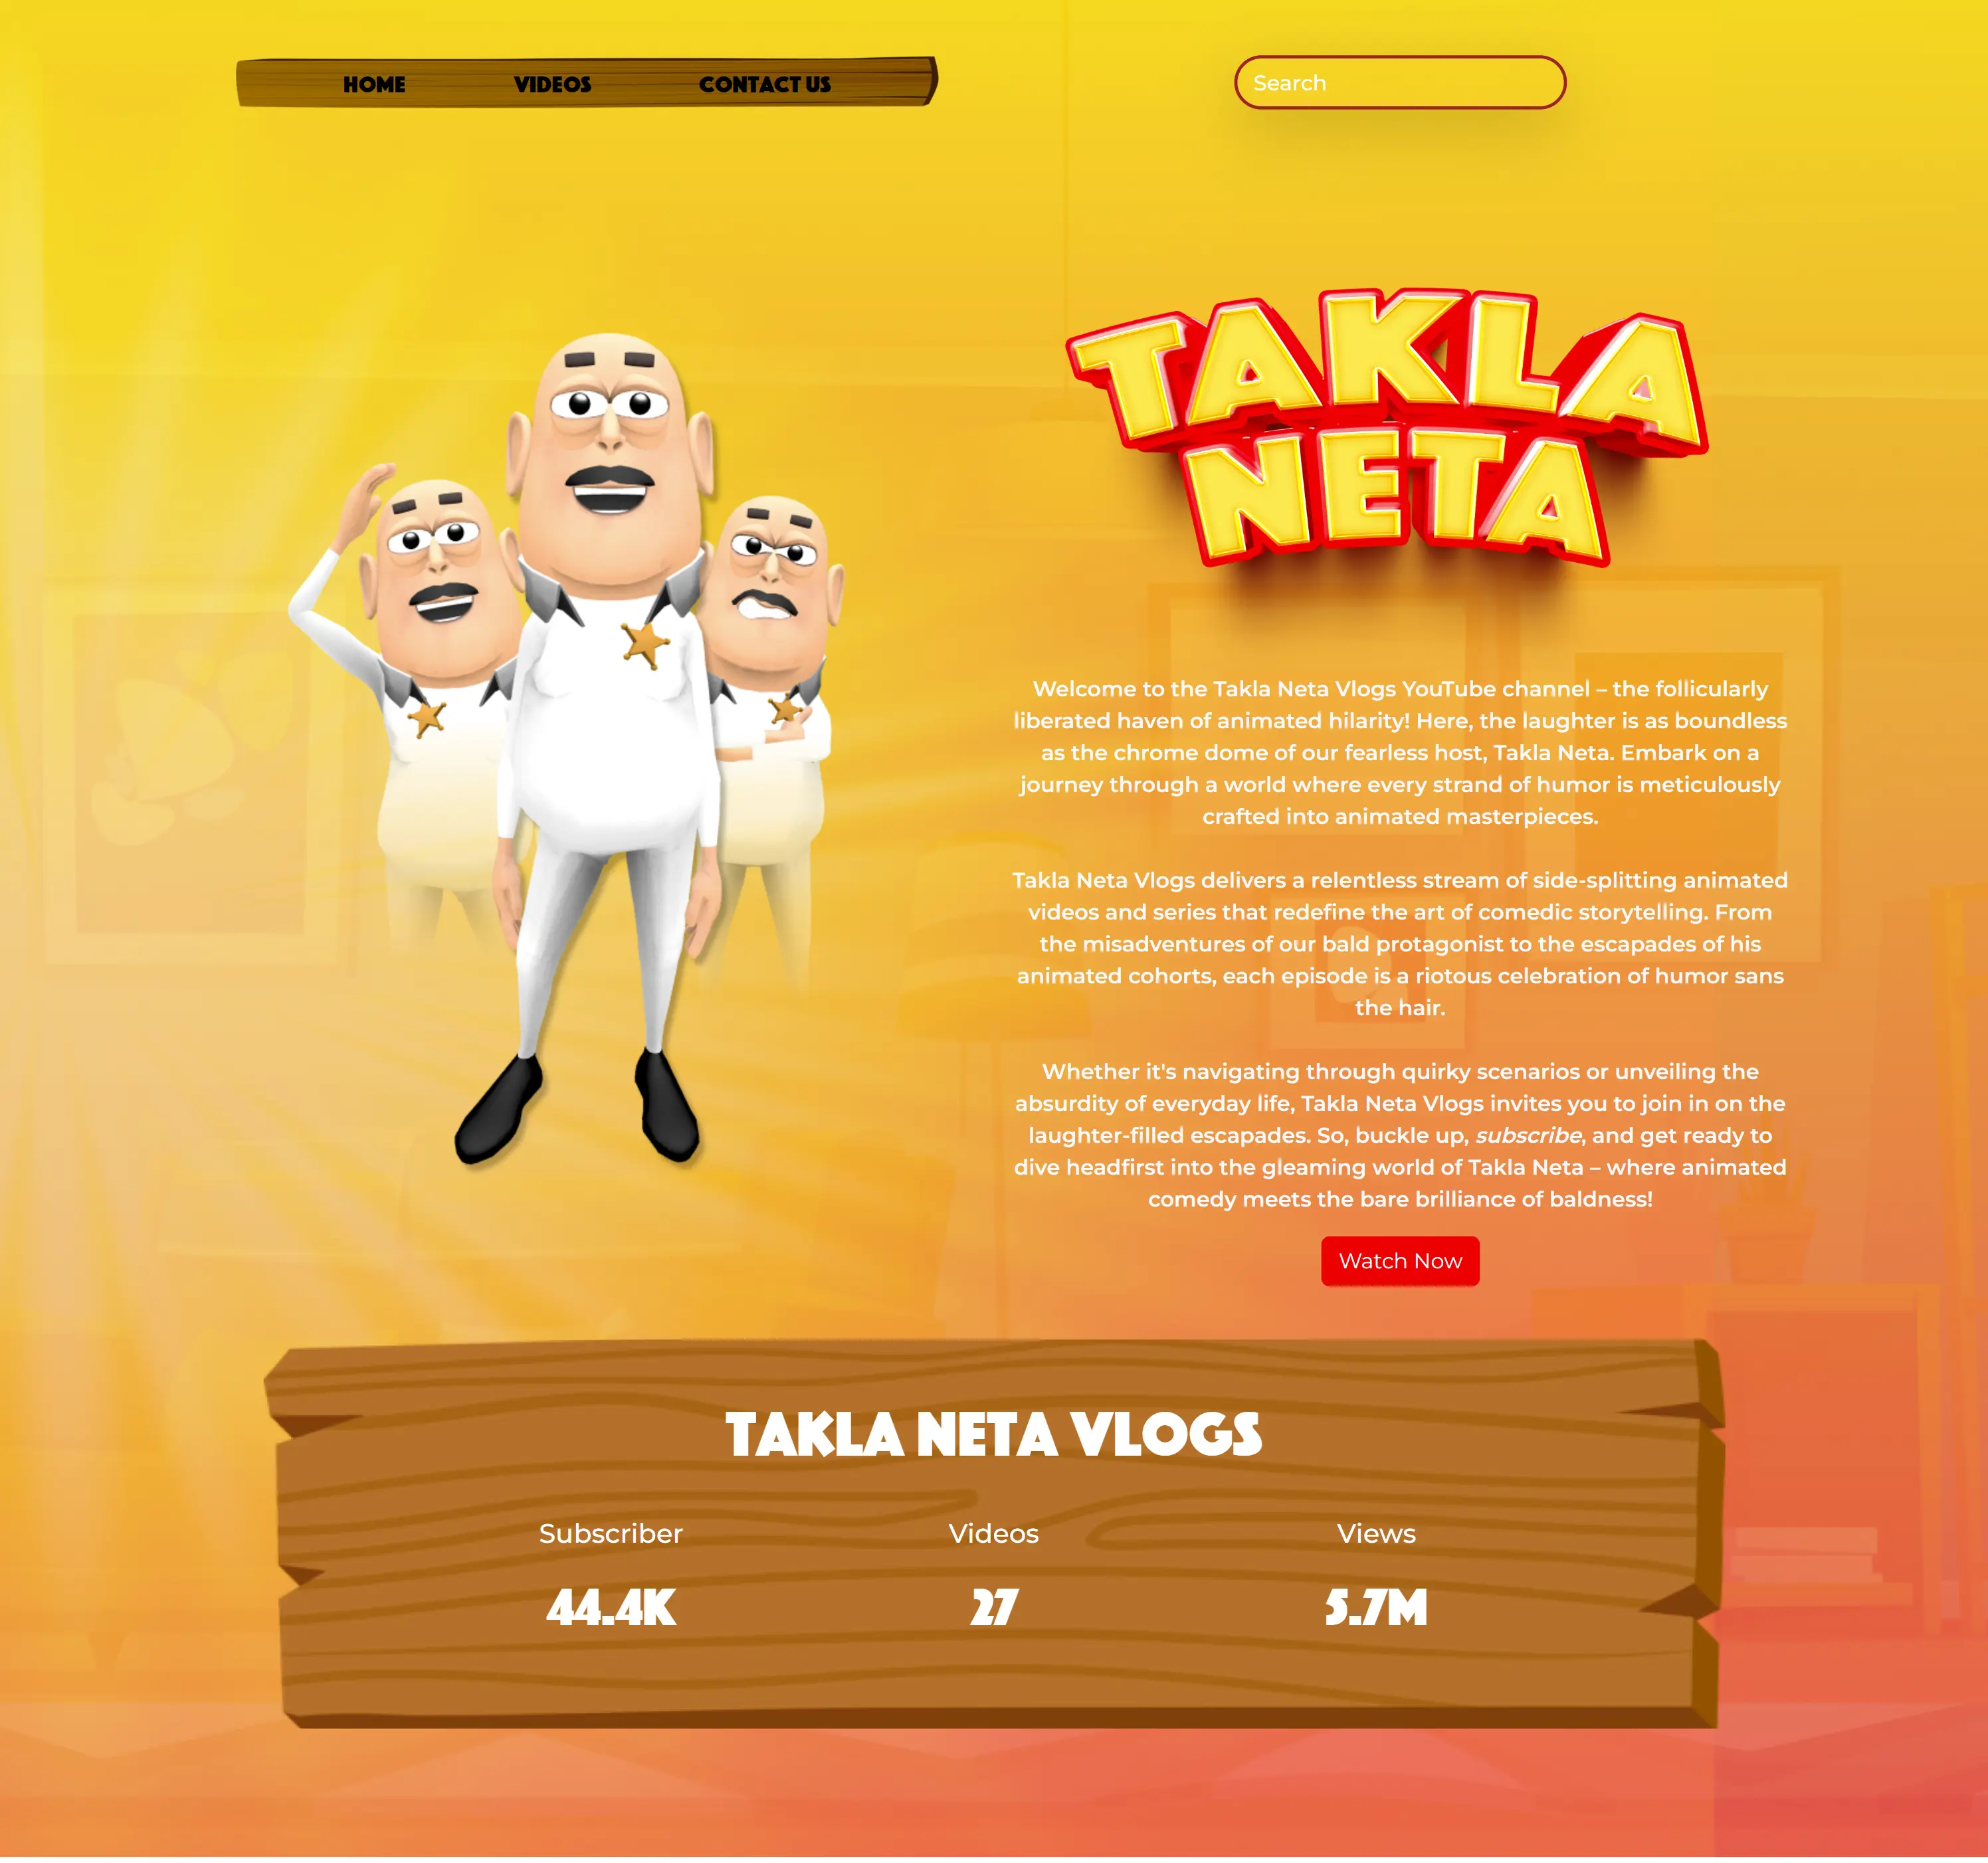 HOME VIDEOS CONTACT US
Search
TAKLA
NETA
Welcome to the Takla Neta Vlogs YouTube channel – the follicularly
liberated haven of animated hilarity! Here, the laughter is as boundless
as the chrome dome of our fearless host, Takla Neta. Embark on a
journey through a world where every strand of humor is meticulously
crafted into animated masterpieces.
Takla Neta Vlogs delivers a relentless stream of side-splitting animated
videos and series that redefine the art of comedic storytelling. From
the misadventures of our bald protagonist to the escapades of his
animated cohorts, each episode is a riotous celebration of humor sans
the hair.
Whether it's navigating through quirky scenarios or unveiling the
absurdity of everyday life, Takla Neta Vlogs invites you to join in on the
laughter-filled escapades. So, buckle up, subscribe, and get ready to
dive headfirst into the gleaming world of Takla Neta – where animated
comedy meets the bare brilliance of baldness!
Watch Now
TAKLA NETA VLOGS
Subscriber Videos Views
44.4K 27 5.7M